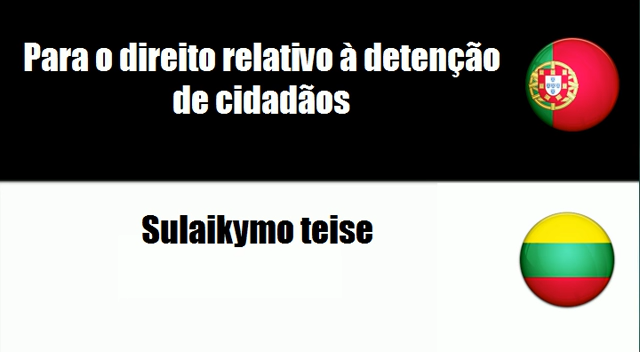 Para o direito relativo à detenção
de cidadãos
Sulaikymo teise